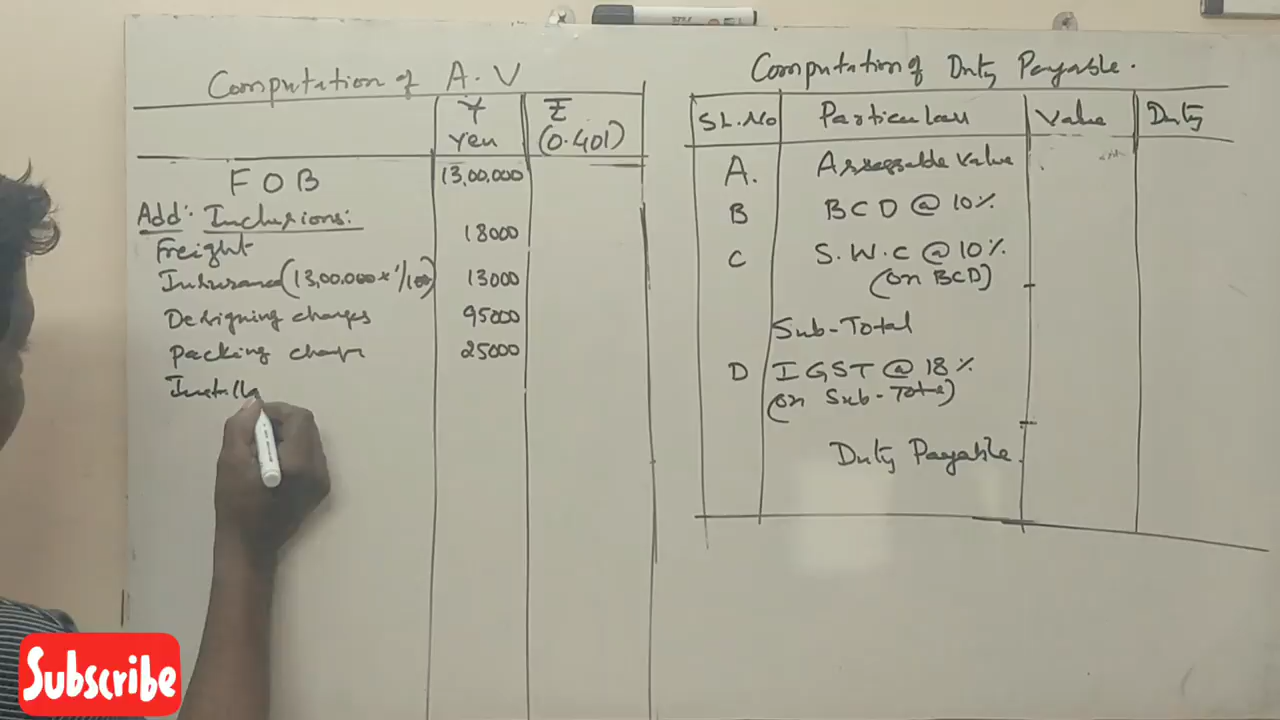 Computation of A.V
¥ ₹
Yen (0.401)
FOB 13,00,000
Add: Inclusions:
Freight 18000
Insurance (13,00,000 x 1/100) 13000
Designing charges 95000
Packing charge 25000
Installa
Computation of Duty Payable.
SL.No Particulars Value Duty
A. Assessable Value
B BCD @ 10%
C S.W.C @ 10%
(on BCD)
Sub-Total
D IGST @ 18%
(on Sub-Total)
Duty Payable.
Subscribe